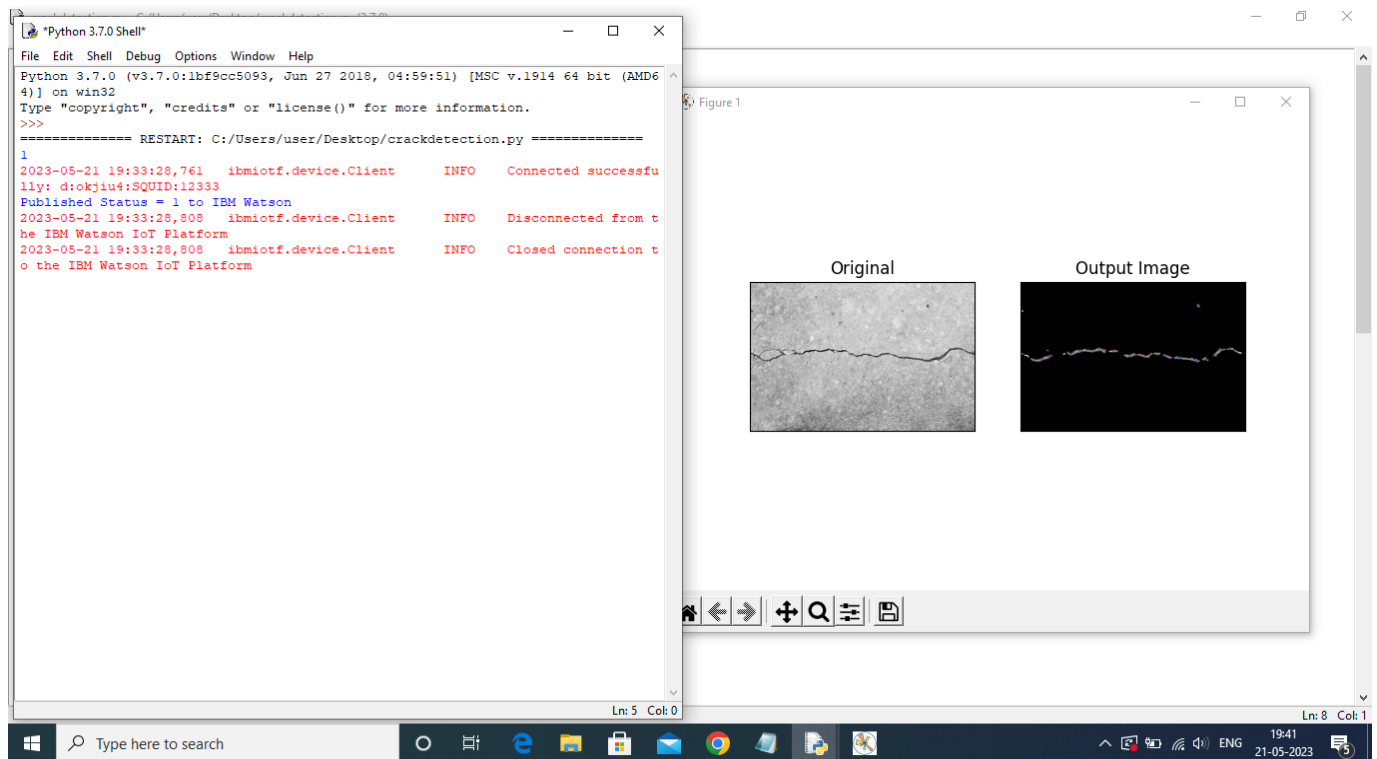 *Python 3.7.0 Shell*
File Edit Shell Debug Options Window Help
Python 3.7.0 (v3.7.0:1bf9cc5093, Jun 27 2018, 04:59:51) [MSC v.1914 64 bit (AMD6
4)] on win32
Type "copyright", "credits" or "license()" for more information.
>>>
============== RESTART: C:/Users/user/Desktop/crackdetection.py ==============
1
2023-05-21 19:33:28,761 ibmiotf.device.Client INFO Connected successfu
lly: d:okjiu4:SQUID:12333
Published Status = 1 to IBM Watson
2023-05-21 19:33:28,808 ibmiotf.device.Client INFO Disconnected from t
he IBM Watson IoT Platform
2023-05-21 19:33:28,808 ibmiotf.device.Client INFO Closed connection t
o the IBM Watson IoT Platform
Ln: 5 Col: 0
Figure 1
Original
Output Image
Ln: 8 Col: 1
Type here to search
ENG
19:41
21-05-2023
5